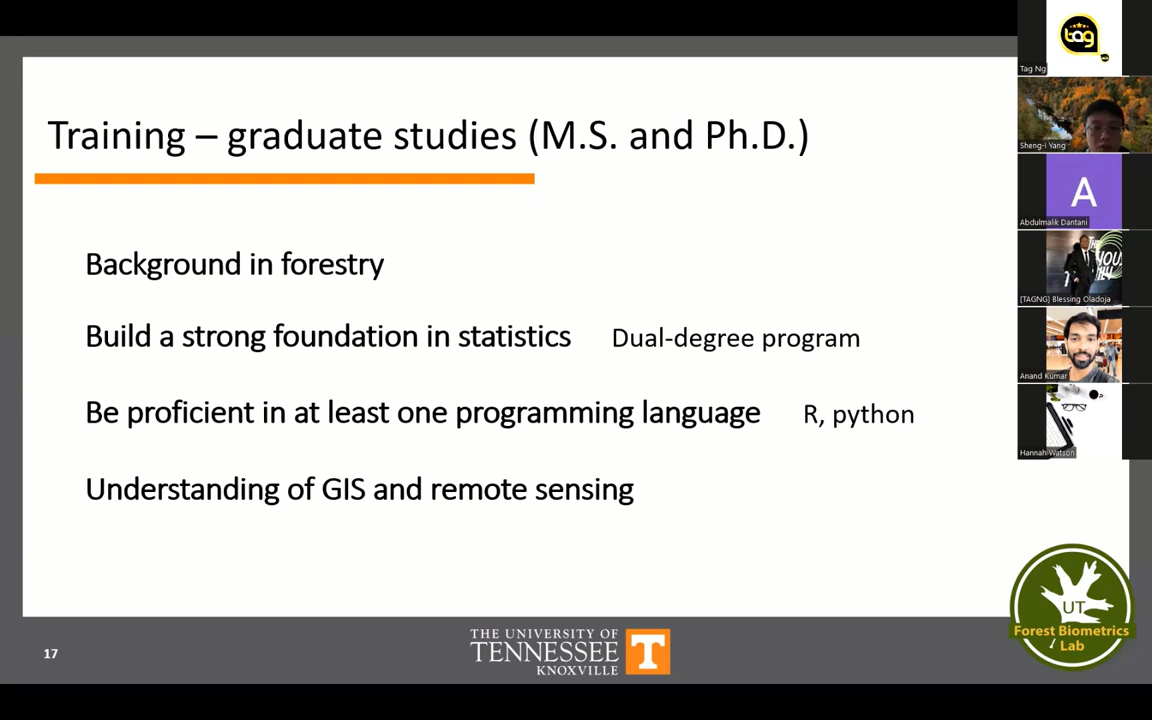 Training – graduate studies (M.S. and Ph.D.)
Background in forestry
Build a strong foundation in statistics Dual-degree program
Be proficient in at least one programming language R, python
Understanding of GIS and remote sensing
17
THE UNIVERSITY OF
TENNESSEE
KNOXVILLE
T
UT
Forest Biometrics
Lab
tag
Tag Ng
Sheng-i Yang
A
Abdulmalik Dantani
[TAGNG] Blessing Oladoja
Anand Kumar
Hannah Watson